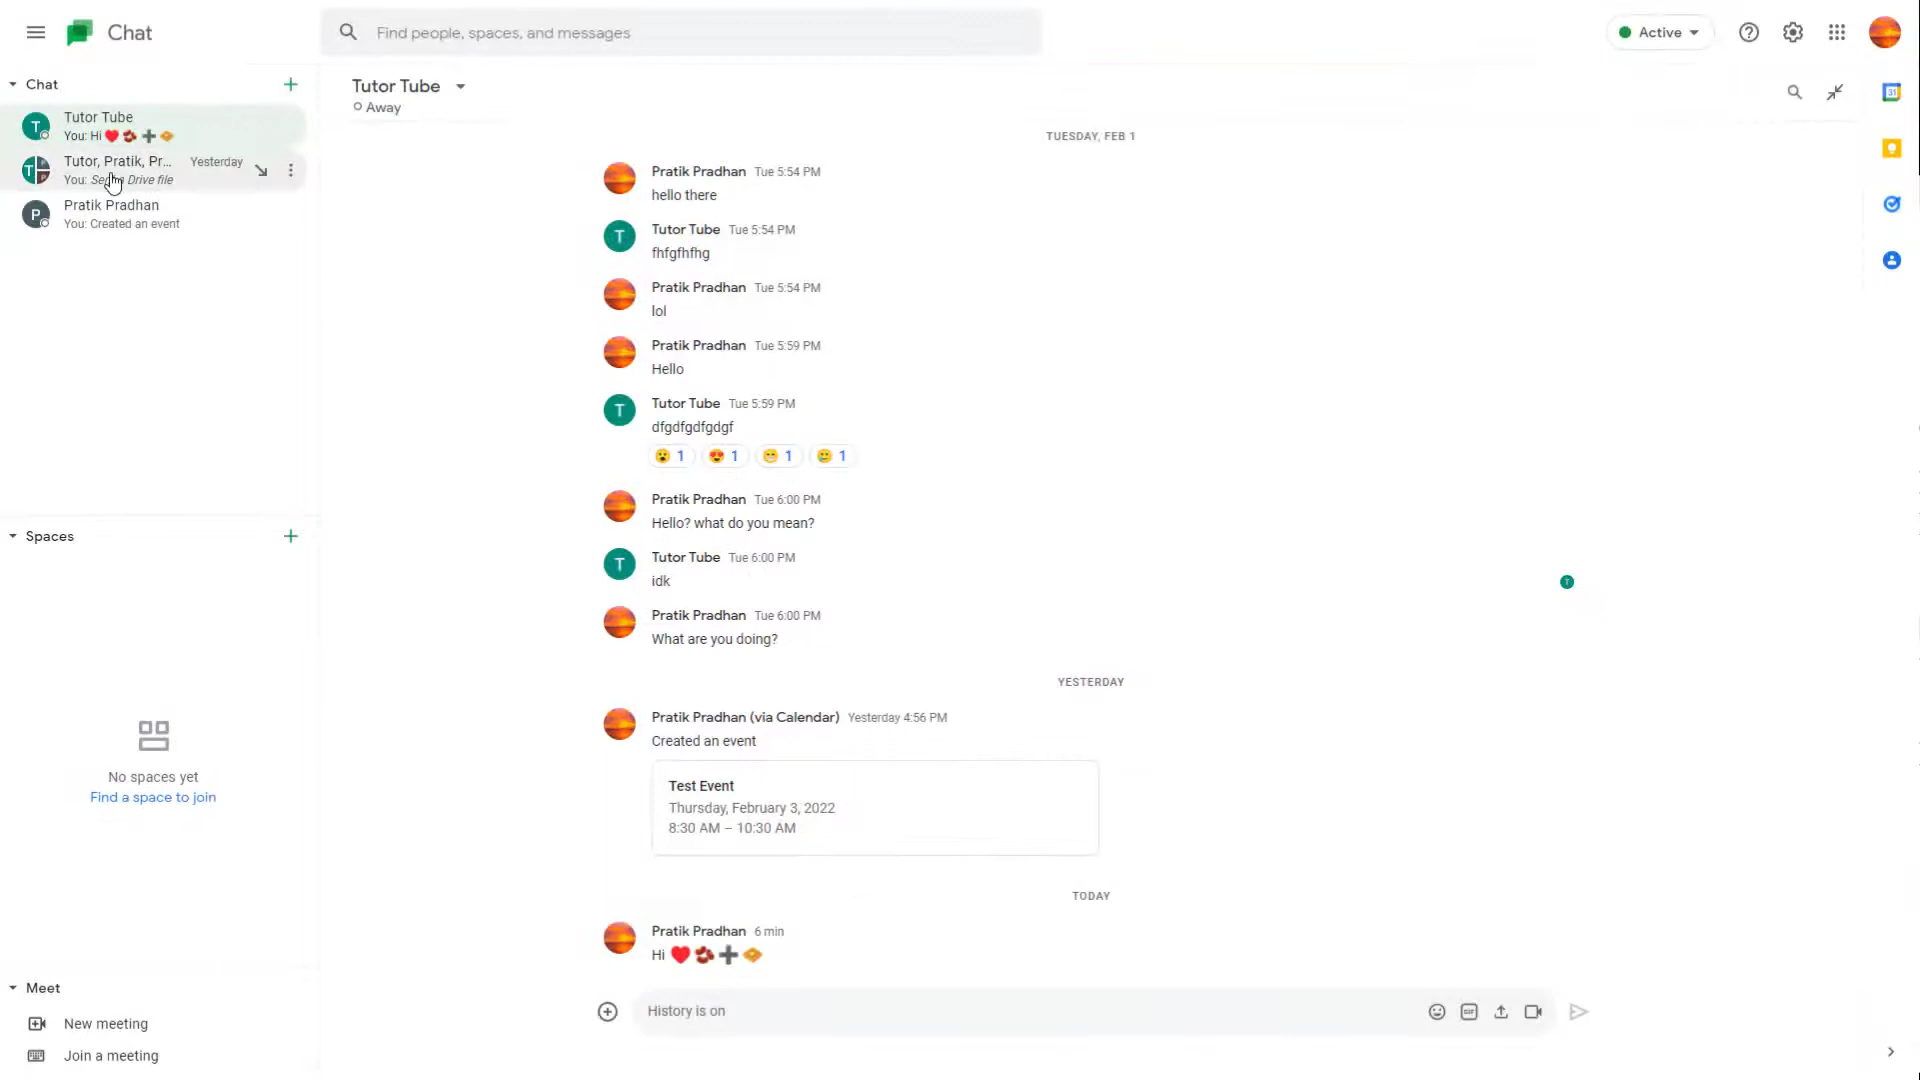 Chat
Find people, spaces, and messages
Active
Chat
Tutor Tube
You: Hi ❤️ 🫘 ➕ 🧇
Tutor, Pratik, Pr...
Yesterday
You: Drive file
Pratik Pradhan
You: Created an event
Spaces
No spaces yet
Find a space to join
Meet
New meeting
Join a meeting
Tutor Tube
Away
TUESDAY, FEB 1
Pratik Pradhan Tue 5:54 PM
hello there
Tutor Tube Tue 5:54 PM
fhfgfhfhg
Pratik Pradhan Tue 5:54 PM
lol
Pratik Pradhan Tue 5:59 PM
Hello
Tutor Tube Tue 5:59 PM
dfgdfgdfgdgf
😮 1 😍 1 😁 1 🥲 1
Pratik Pradhan Tue 6:00 PM
Hello? what do you mean?
Tutor Tube Tue 6:00 PM
idk
Pratik Pradhan Tue 6:00 PM
What are you doing?
YESTERDAY
Pratik Pradhan (via Calendar) Yesterday 4:56 PM
Created an event
Test Event
Thursday, February 3, 2022
8:30 AM – 10:30 AM
TODAY
Pratik Pradhan 6 min
Hi ❤️ 🫘 ➕ 🧇
History is on
GIF